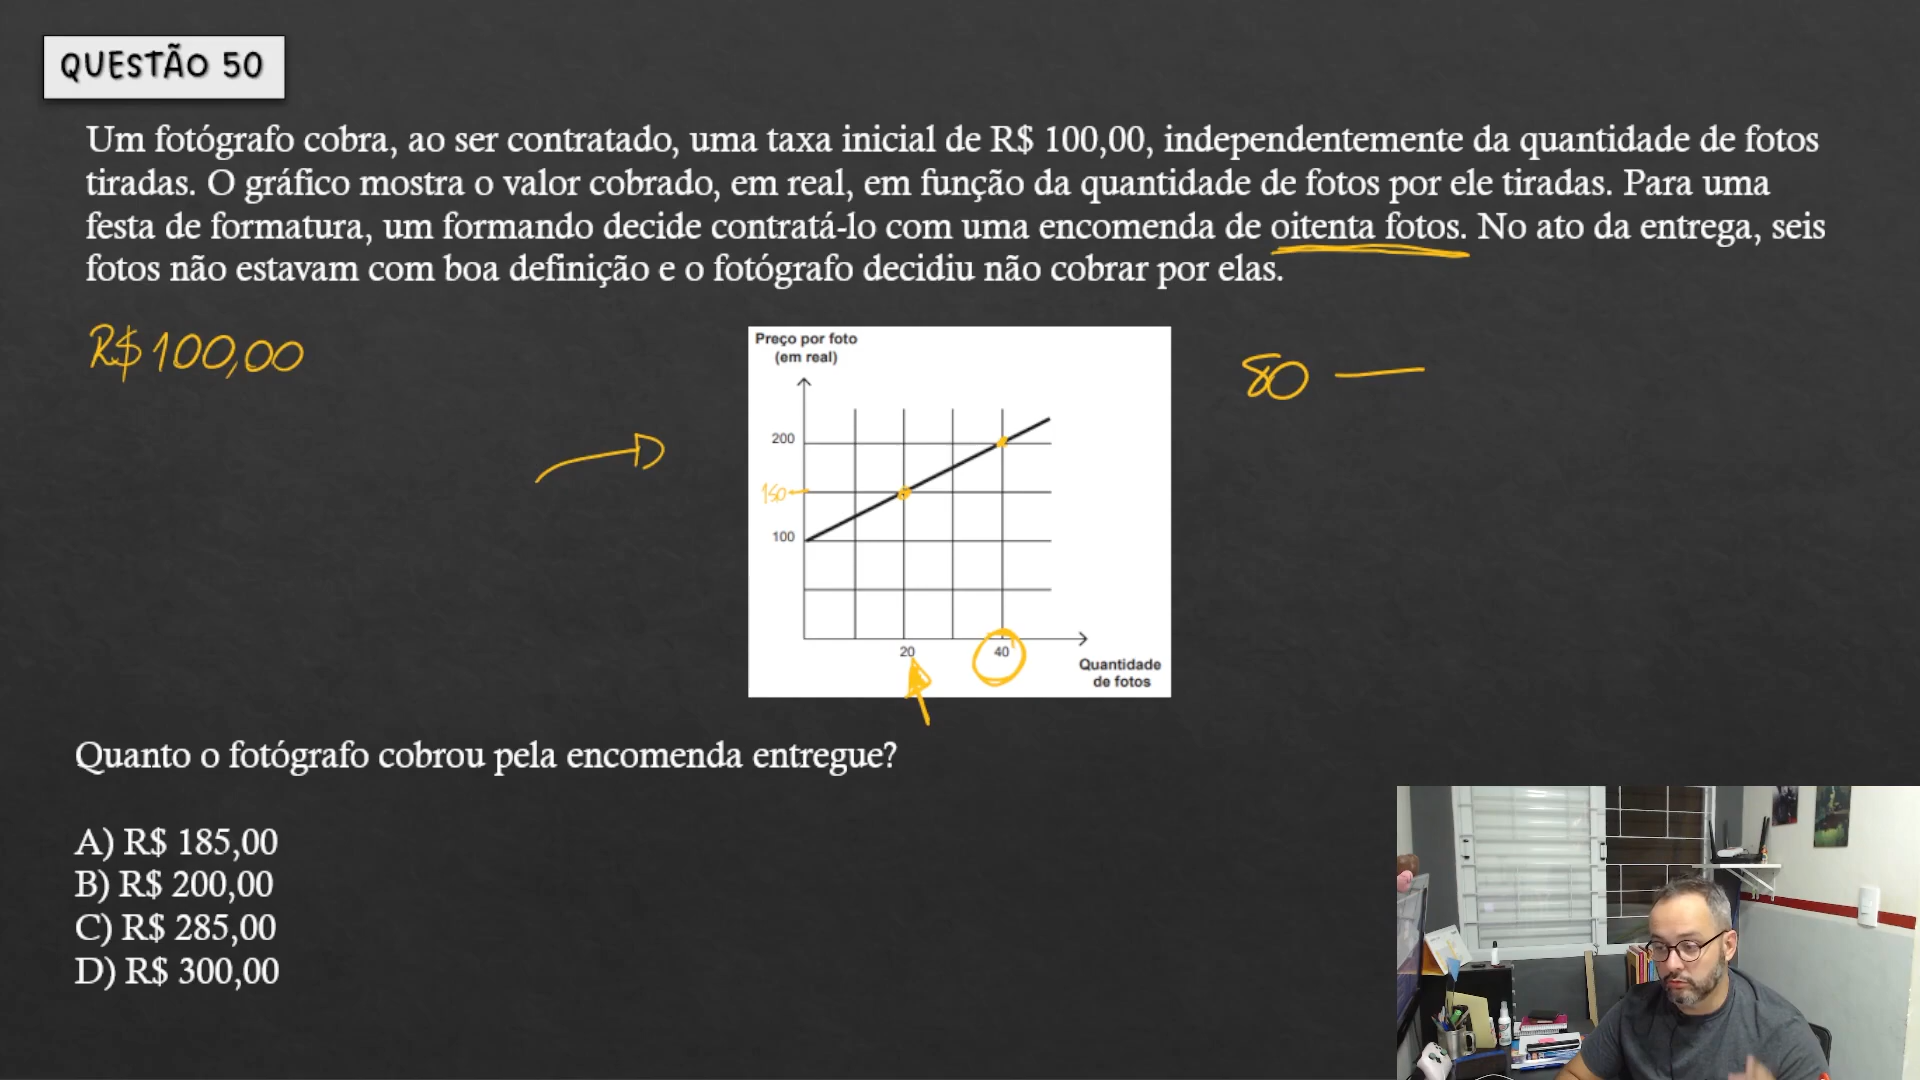 QUESTÃO 50
Um fotógrafo cobra, ao ser contratado, uma taxa inicial de R$ 100,00, independentemente da quantidade de fotos
tiradas. O gráfico mostra o valor cobrado, em real, em função da quantidade de fotos por ele tiradas. Para uma
festa de formatura, um formando decide contratá-lo com uma encomenda de oitenta fotos. No ato da entrega, seis
fotos não estavam com boa definição e o fotógrafo decidiu não cobrar por elas.
R$ 100,00
80
Preço por foto
(em real)
200
150
100
20
40
Quantidade
de fotos
Quanto o fotógrafo cobrou pela encomenda entregue?
A) R$ 185,00
B) R$ 200,00
C) R$ 285,00
D) R$ 300,00